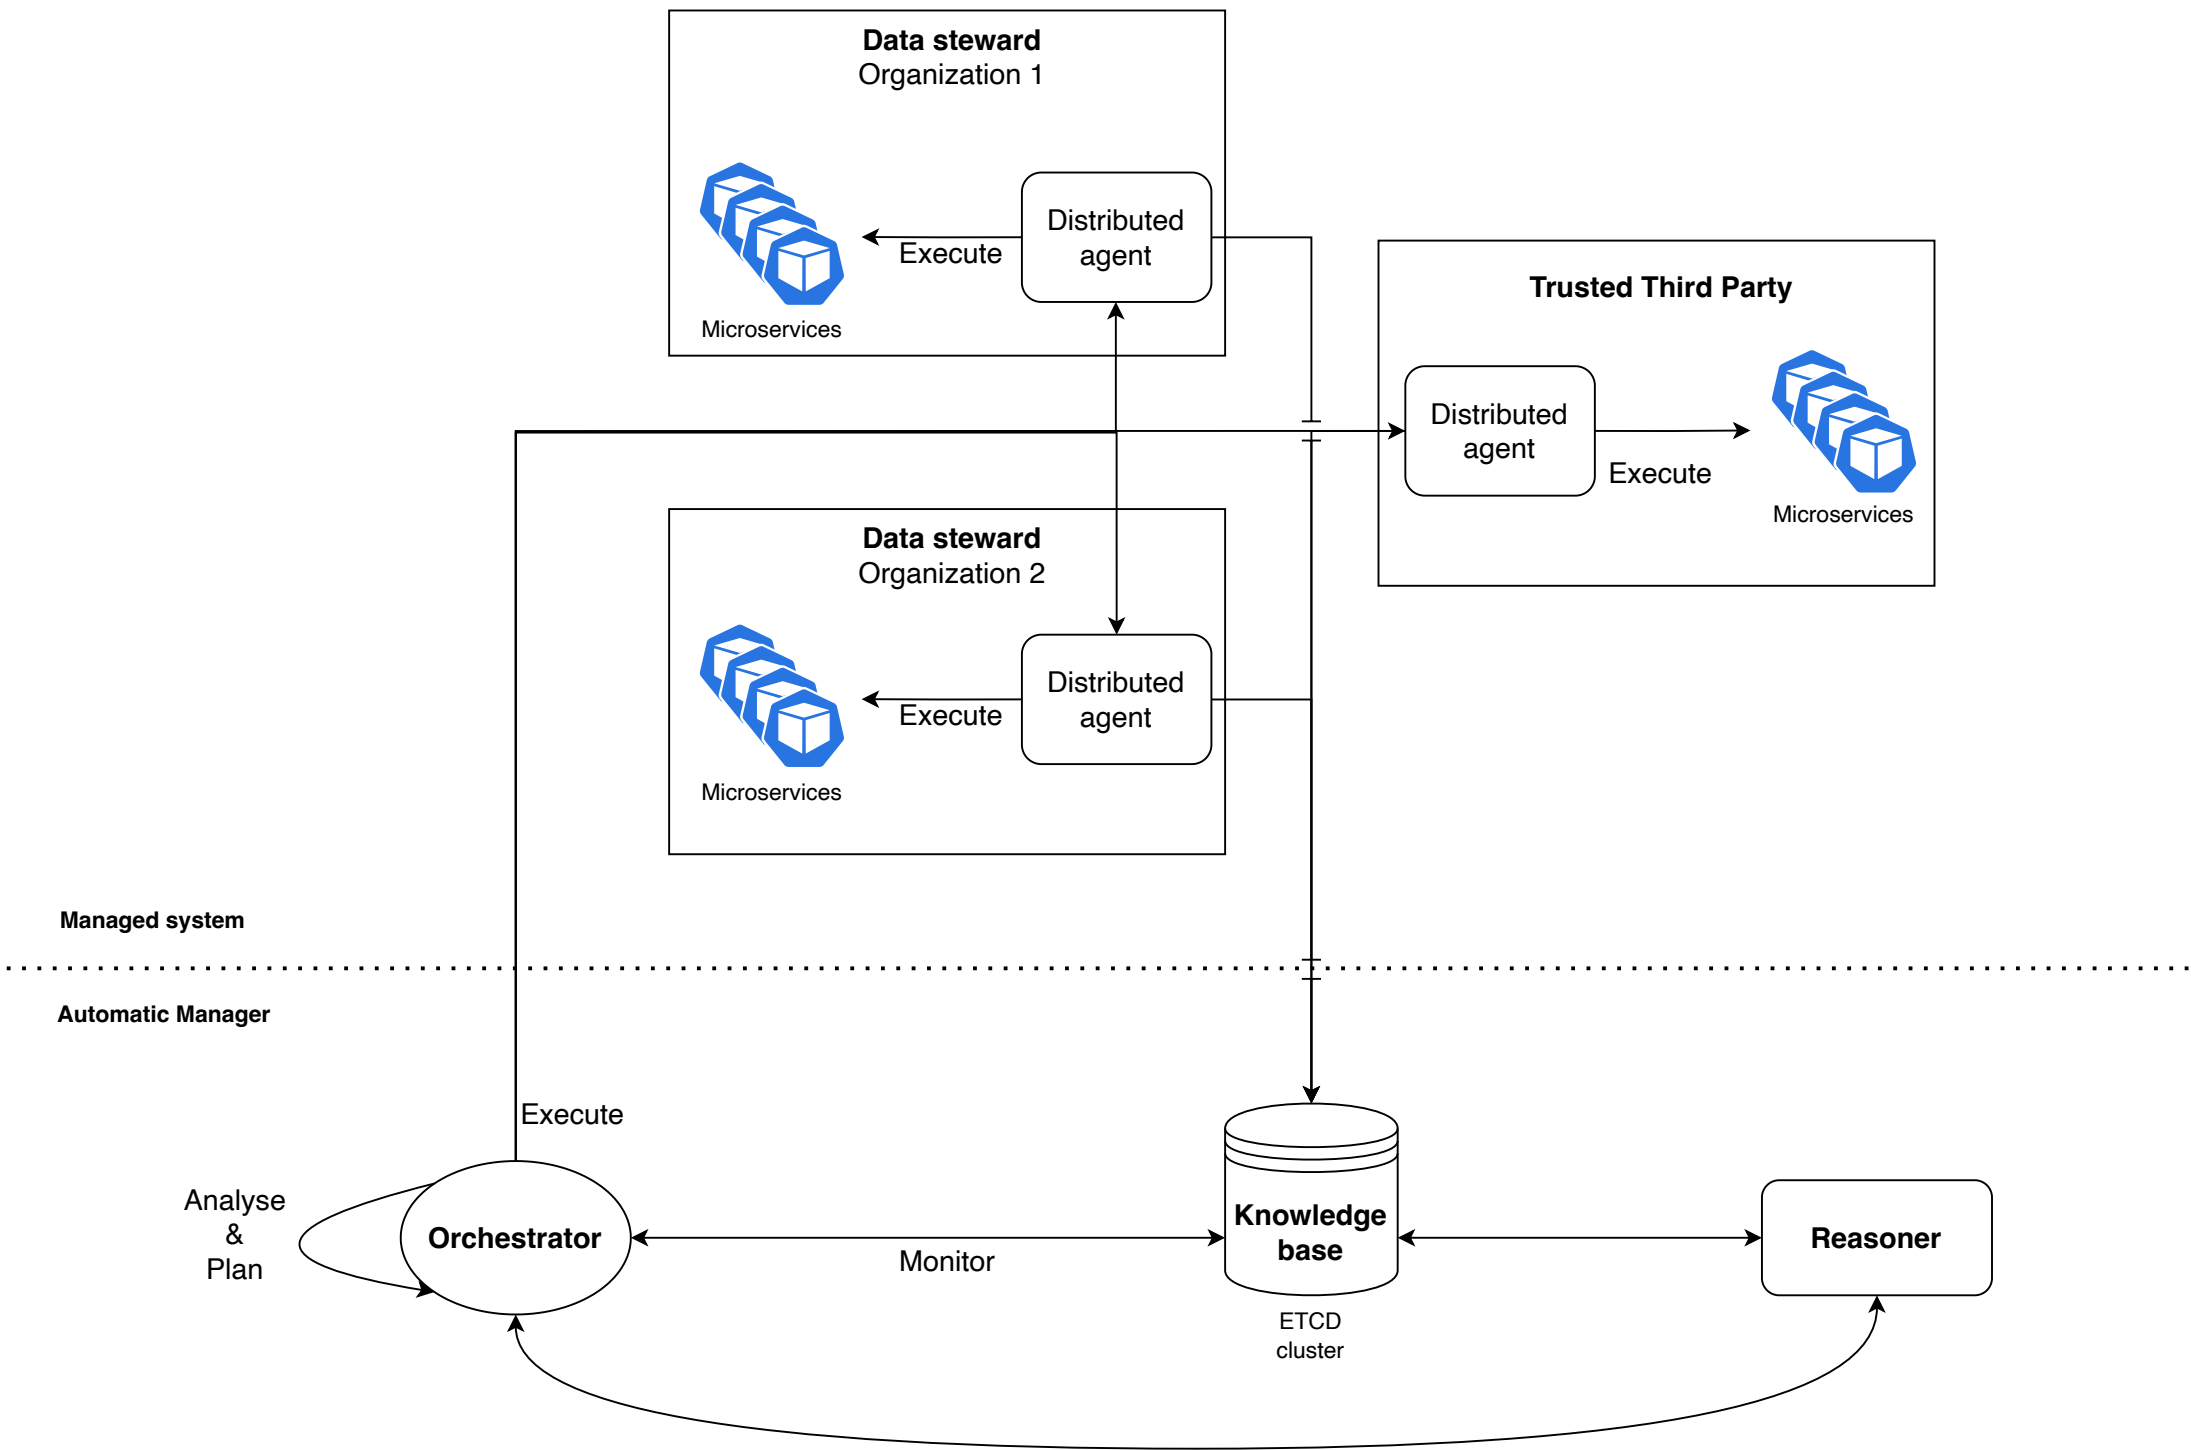 Data steward
Organization 1
Distributed
agent
Execute
Microservices
Trusted Third Party
Distributed
agent
Execute
Microservices
Data steward
Organization 2
Distributed
agent
Execute
Microservices
Managed system
Automatic Manager
Execute
Analyse
&
Plan
Orchestrator
Monitor
Knowledge
base
ETCD
cluster
Reasoner